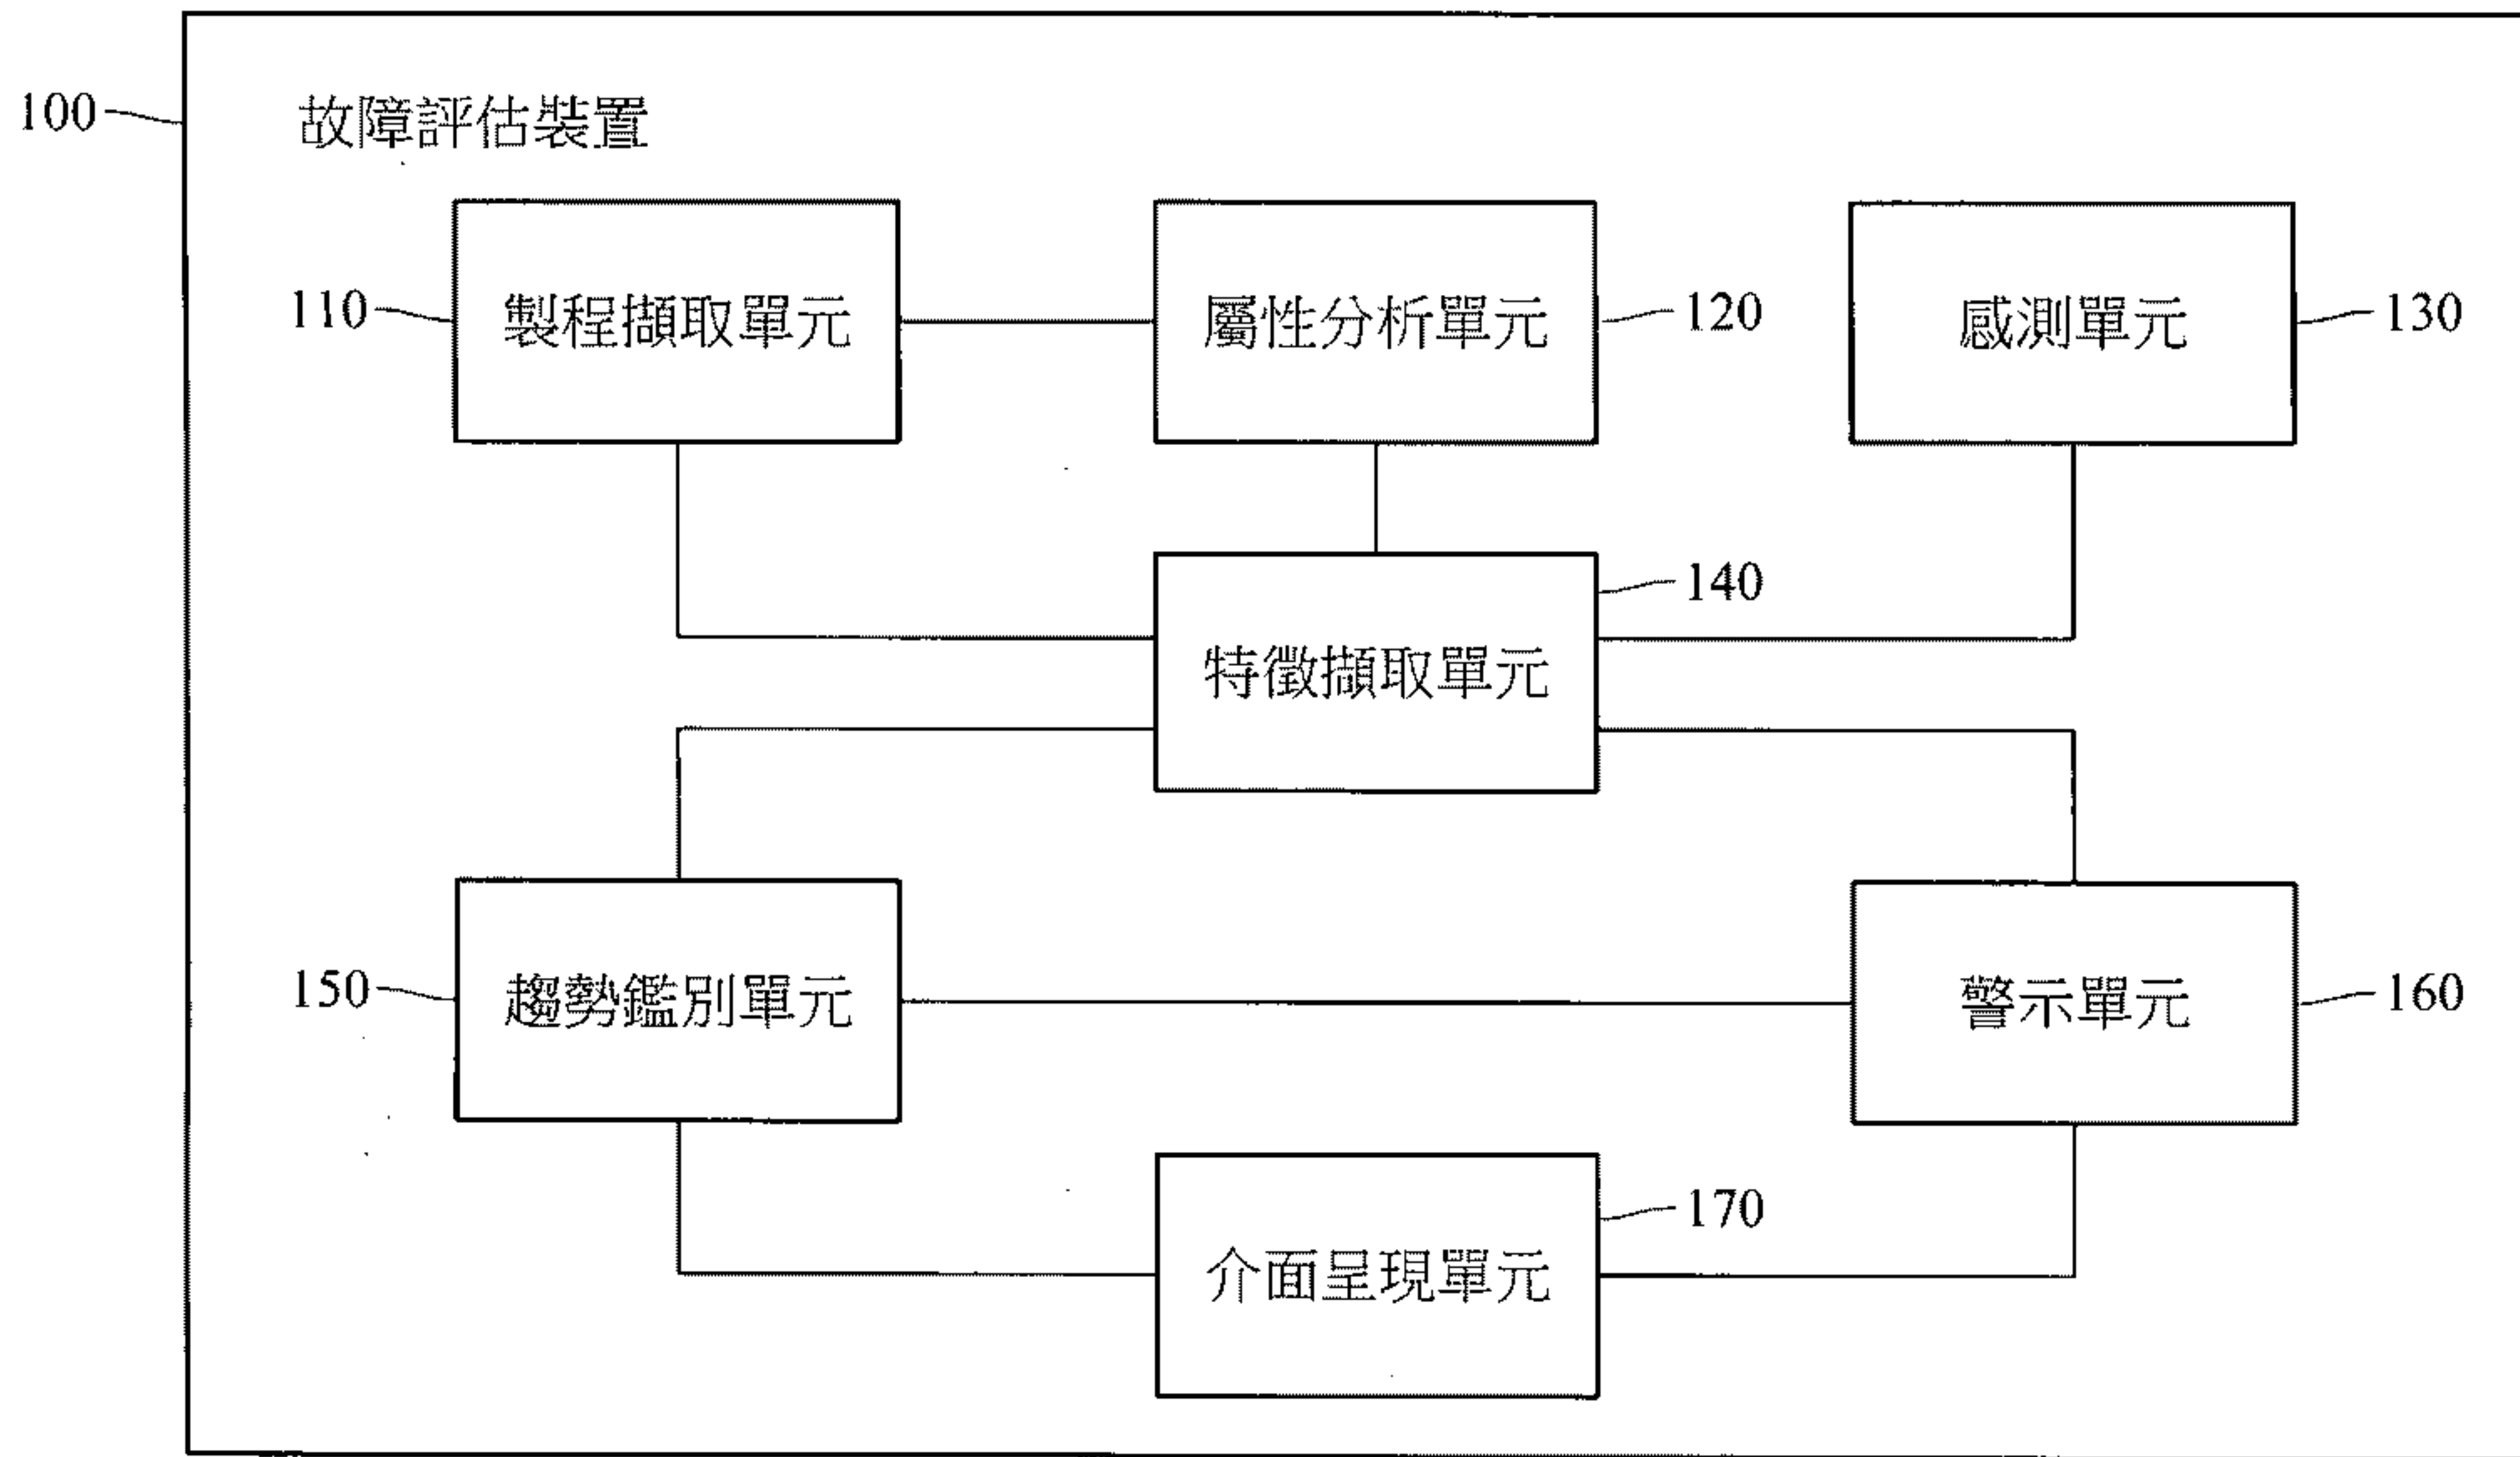 100
故障評估裝置
110
製程擷取單元
屬性分析單元
120
感測單元
130
140
特徵擷取單元
150
趨勢鑑別單元
警示單元
160
170
介面呈現單元